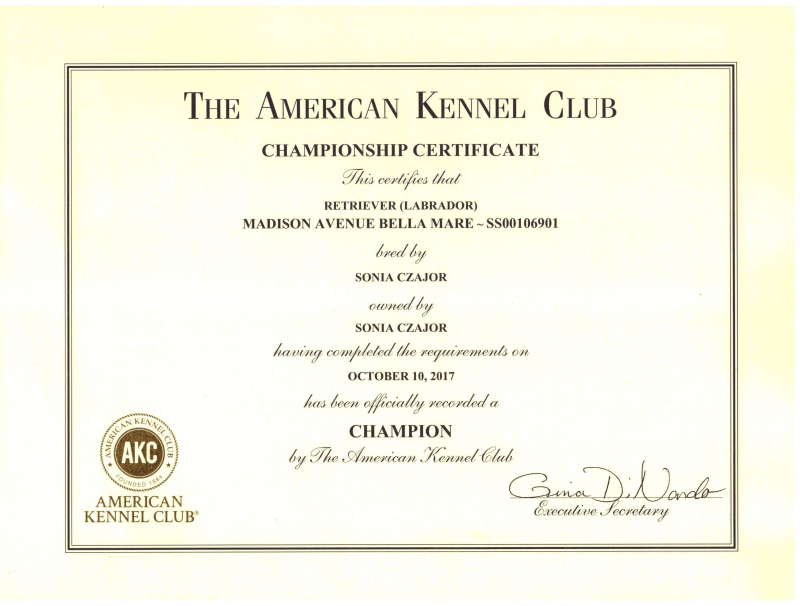 THE AMERICAN KENNEL CLUB
CHAMPIONSHIP CERTIFICATE
This certifies that
RETRIEVER (LABRADOR)
MADISON AVENUE BELLA MARE ~ SS00106901
bred by
SONIA CZAJOR
owned by
SONIA CZAJOR
having completed the requirements on
OCTOBER 10, 2017
has been officially recorded a
CHAMPION
by The American Kennel Club
AMERICAN KENNEL CLUB
AKC
FOUNDED 1884
AMERICAN
KENNEL CLUB®
Gina DiNardo
Executive Secretary